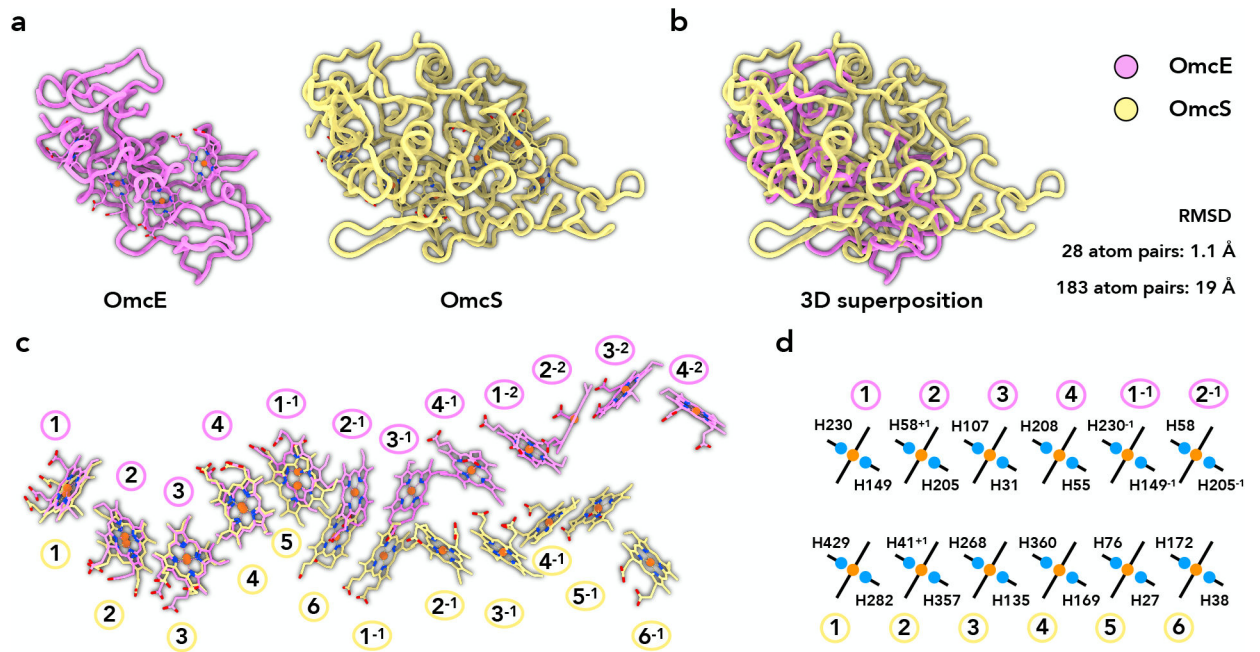 a
b
OmcE
OmcS
RMSD
28 atom pairs: 1.1 Å
183 atom pairs: 19 Å
OmcE
OmcS
3D superposition
c
1
2
3
4
1⁻¹
2⁻¹
3⁻¹
4⁻¹
1⁻²
2⁻²
3⁻²
4⁻²
1
2
3
4
5
6
1⁻¹
2⁻¹
3⁻¹
4⁻¹
5⁻¹
6⁻¹
d
1 2 3 4 1⁻¹ 2⁻¹
H230 H58⁺¹ H107 H208 H230⁻¹ H58
H149 H205 H31 H55 H149⁻¹ H205⁻¹
H429 H41⁺¹ H268 H360 H76 H172
H282 H357 H135 H169 H27 H38
1 2 3 4 5 6